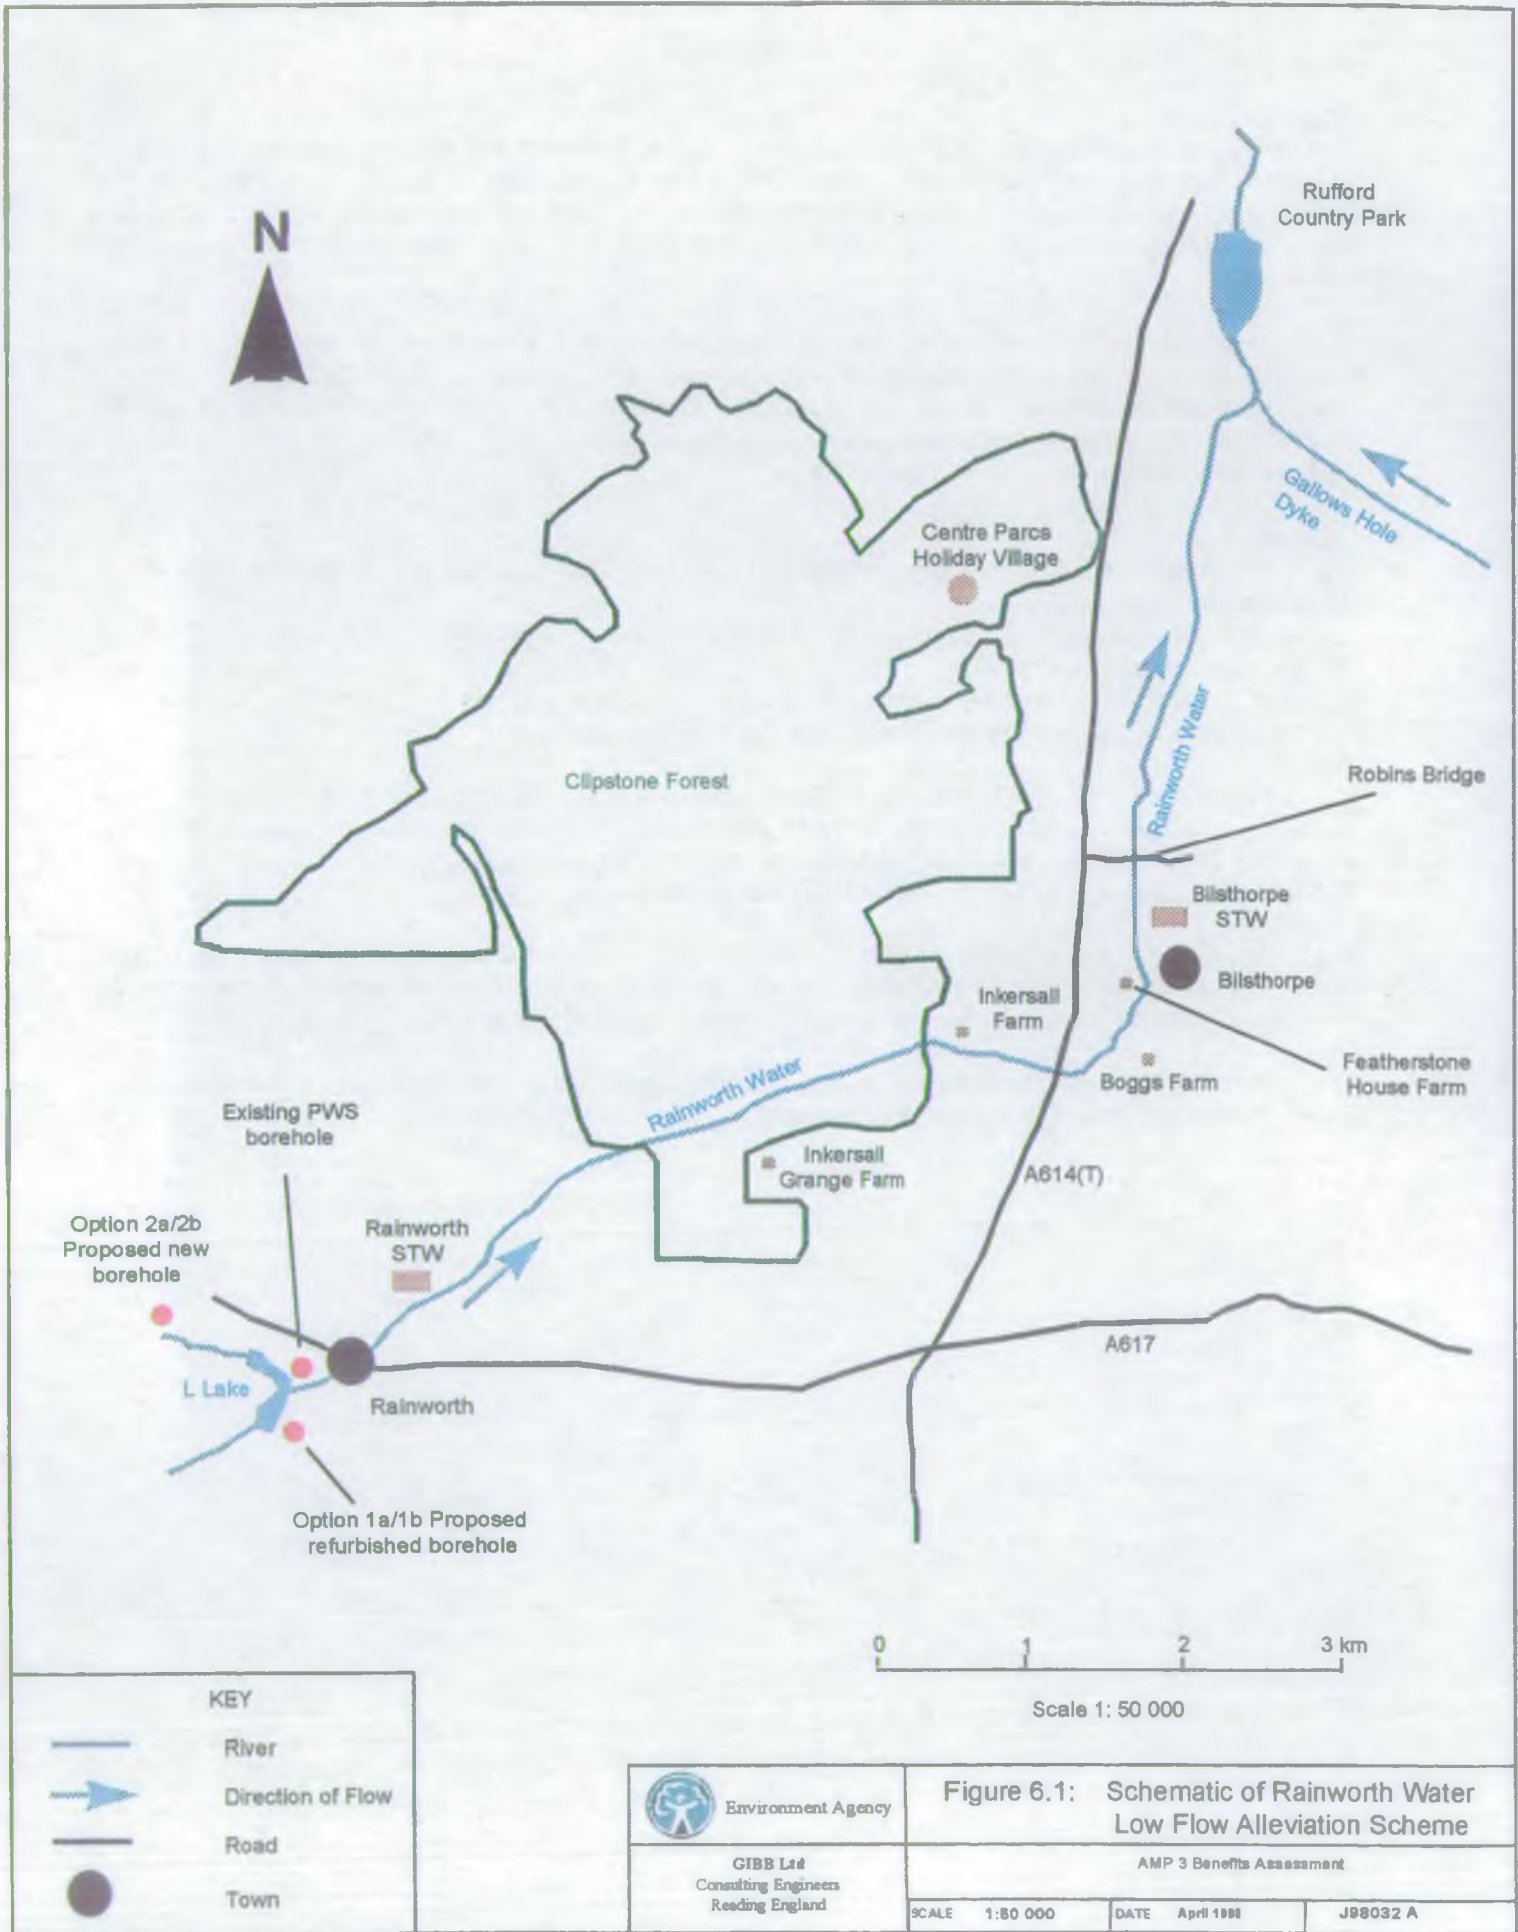 N
Rufford
Country Park
Gallows Hole
Dyke
Centre Parcs
Holiday Village
Rainworth Water
Robins Bridge
Clipstone Forest
Bilsthorpe
STW
Bilsthorpe
Inkersall
Farm
Featherstone
House Farm
Boggs Farm
Rainworth Water
Existing PWS
borehole
Inkersall
Grange Farm
A614(T)
Option 2a/2b
Proposed new
borehole
Rainworth
STW
A617
L Lake
Rainworth
Option 1a/1b Proposed
refurbished borehole
0 1 2 3 km
Scale 1: 50 000
KEY
River
Direction of Flow
Road
Town
Environment Agency
Figure 6.1: Schematic of Rainworth Water
Low Flow Alleviation Scheme
GIBB Ltd
Consulting Engineers
Reading England
AMP 3 Benefits Assessment
SCALE 1:50 000 DATE April 1998 J98032 A